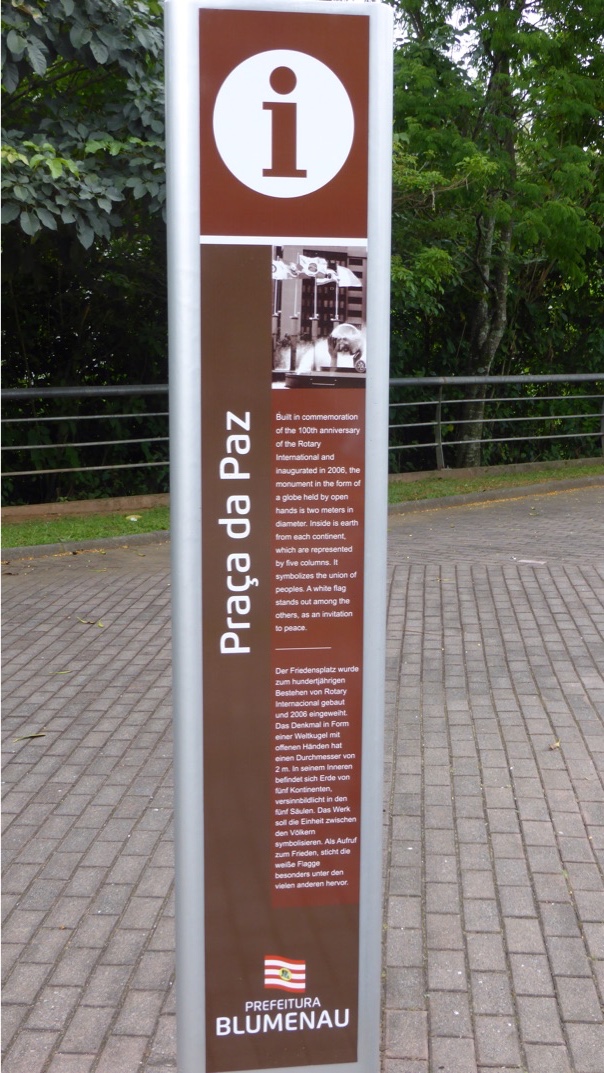 i
Praça da Paz
Built in commemoration
of the 100th anniversary
of the Rotary
International and
inaugurated in 2006, the
monument in the form of
a globe held by open
hands is two meters in
diameter. Inside is earth
from each continent,
which are represented
by five columns. It
symbolizes the union of
peoples. A white flag
stands out among the
others, as an invitation
to peace.
Der Friedensplatz wurde
zum hundertjährigen
Bestehen von Rotary
Internacional gebaut
und 2006 eingeweiht.
Das Denkmal in Form
einer Weltkugel mit
offenen Händen hat
einen Durchmesser von
2 m. In seinem Inneren
befindet sich Erde von
fünf Kontinenten,
versinnbildlicht in den
fünf Säulen. Das Werk
soll die Einheit zwischen
den Völkern
symbolisieren. Als Aufruf
zum Frieden, sticht die
weiße Flagge
besonders unter den
vielen anderen hervor.
PREFEITURA
BLUMENAU